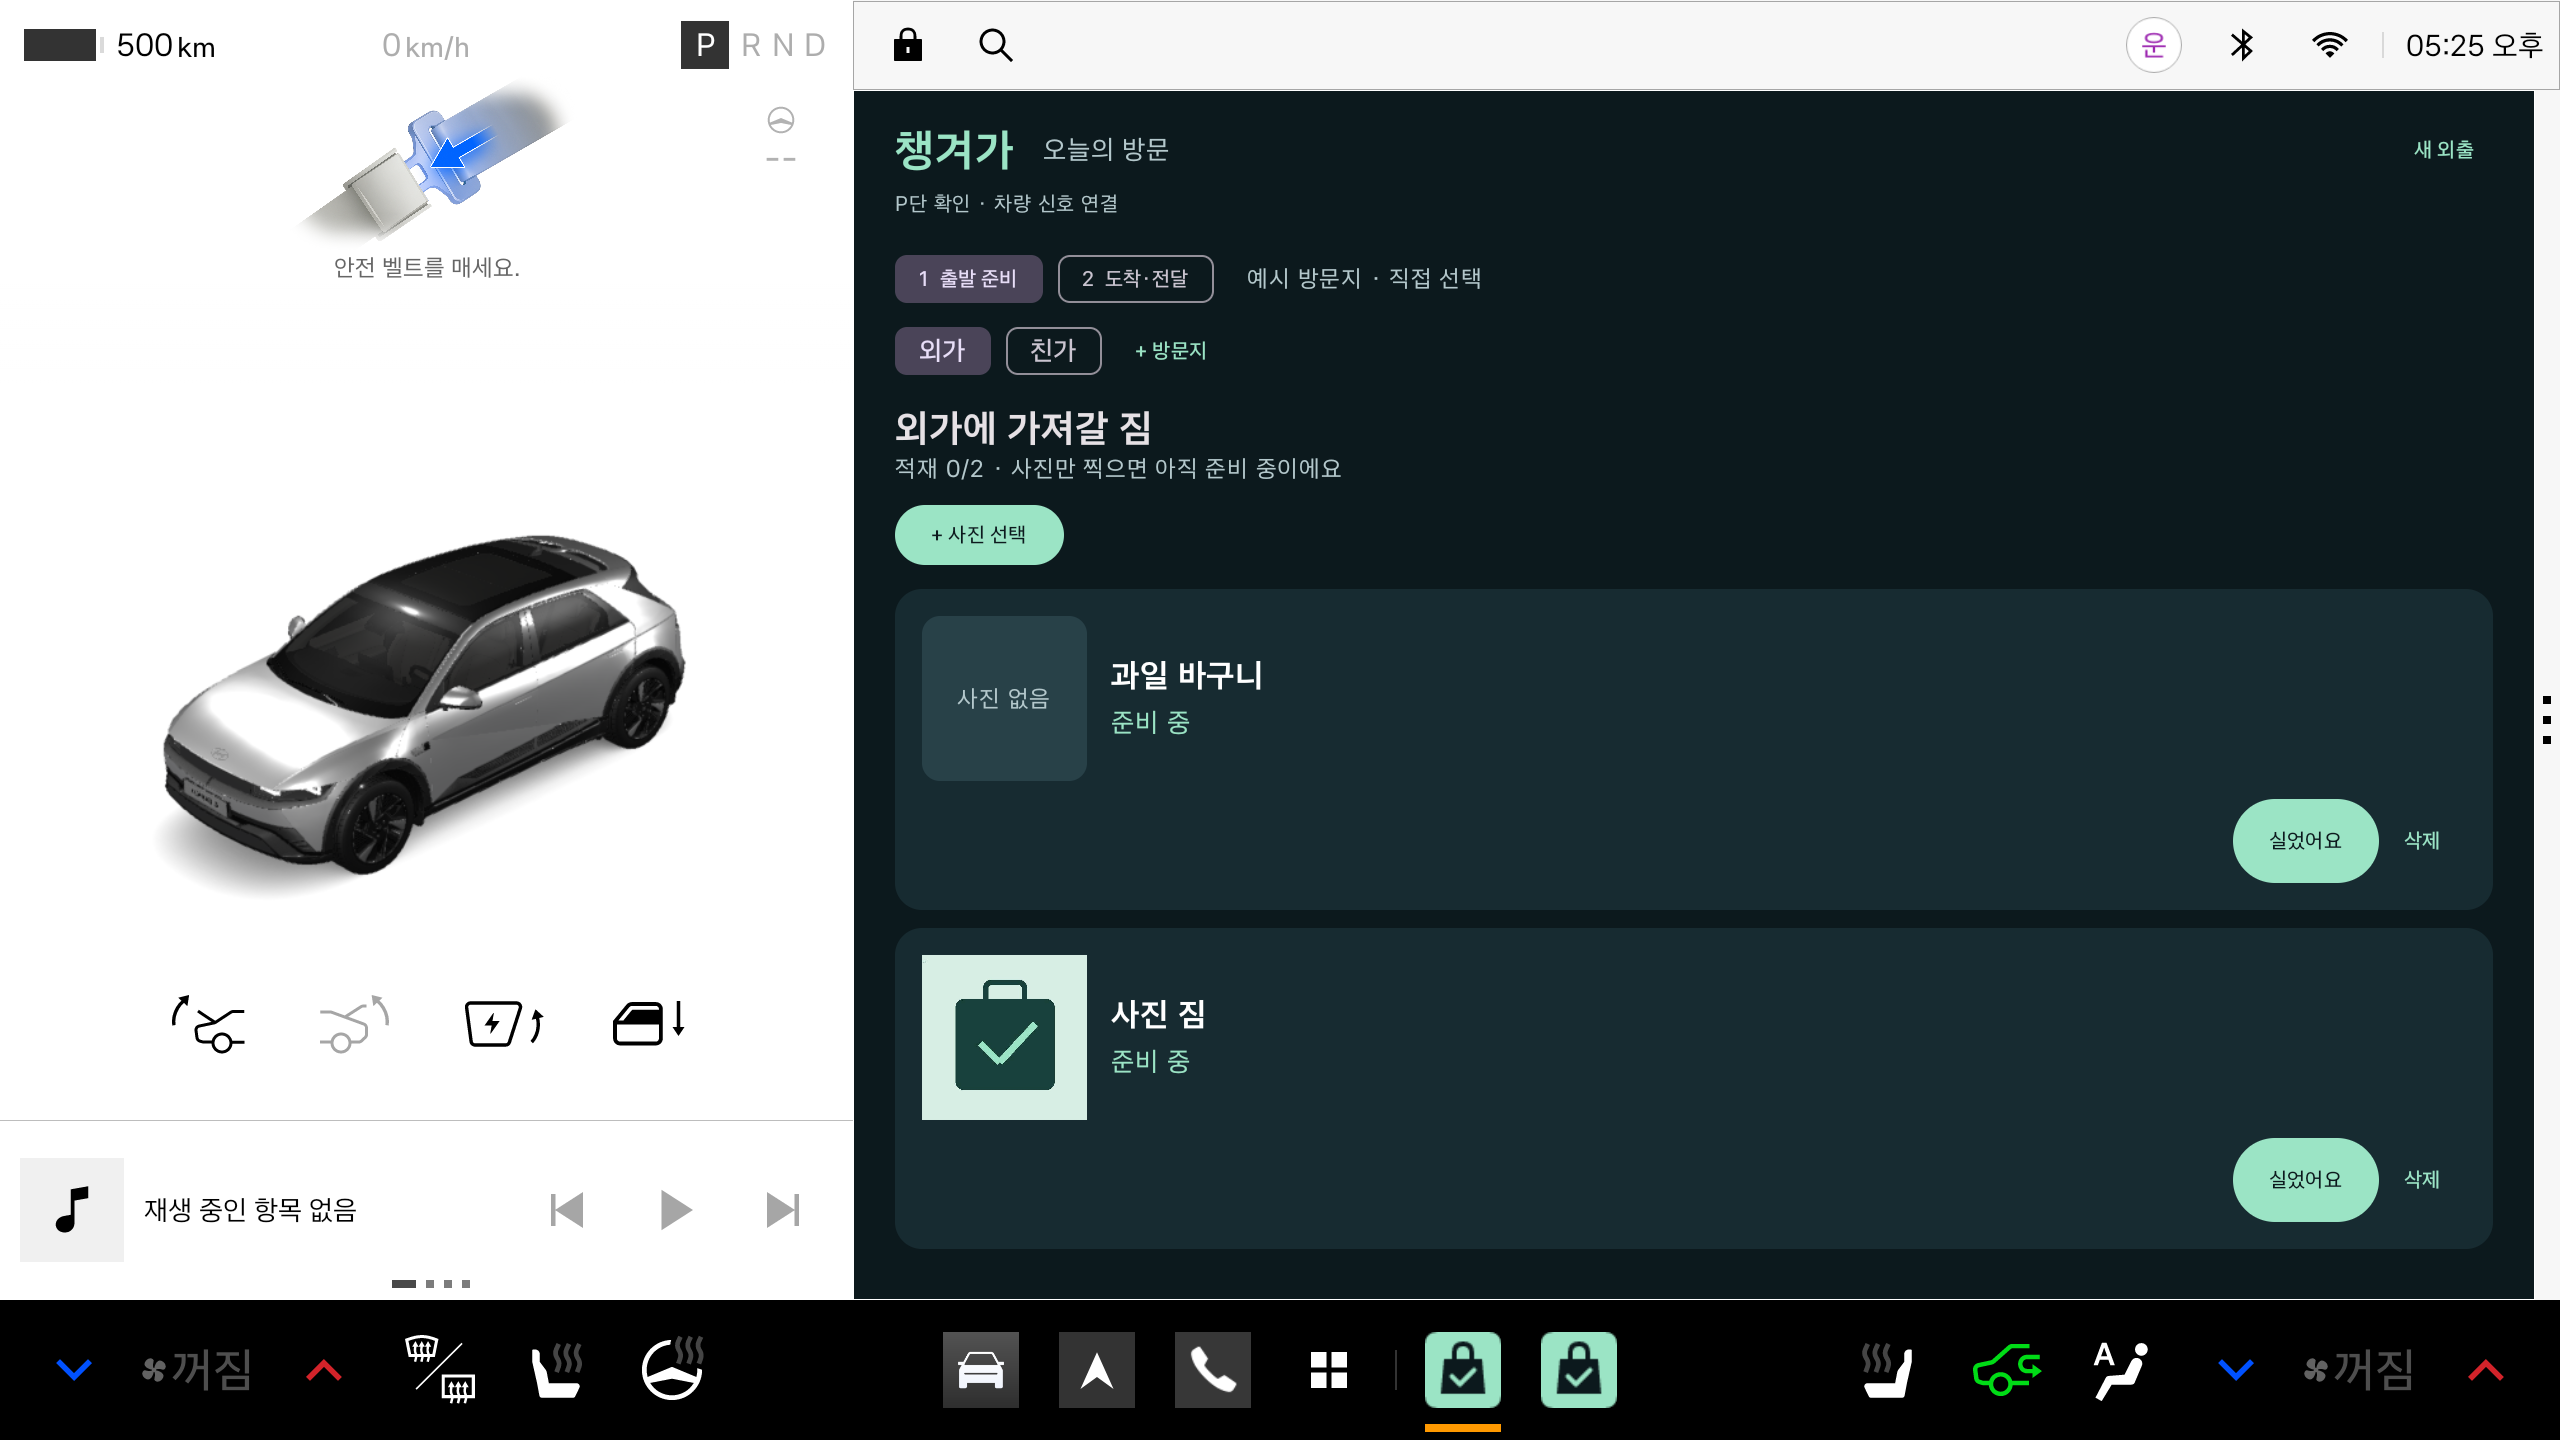 500 km
0 km/h
P R N D
안전 벨트를 매세요.
재생 중인 항목 없음
운
05:25 오후
챙겨가 오늘의 방문
새 외출
P단 확인 · 차량 신호 연결
1 출발 준비
2 도착·전달
예시 방문지 · 직접 선택
외가
친가
+ 방문지
외가에 가져갈 짐
적재 0/2 · 사진만 찍으면 아직 준비 중이에요
+ 사진 선택
사진 없음
과일 바구니
준비 중
실었어요
삭제
사진 짐
준비 중
실었어요
삭제
꺼짐
A
꺼짐